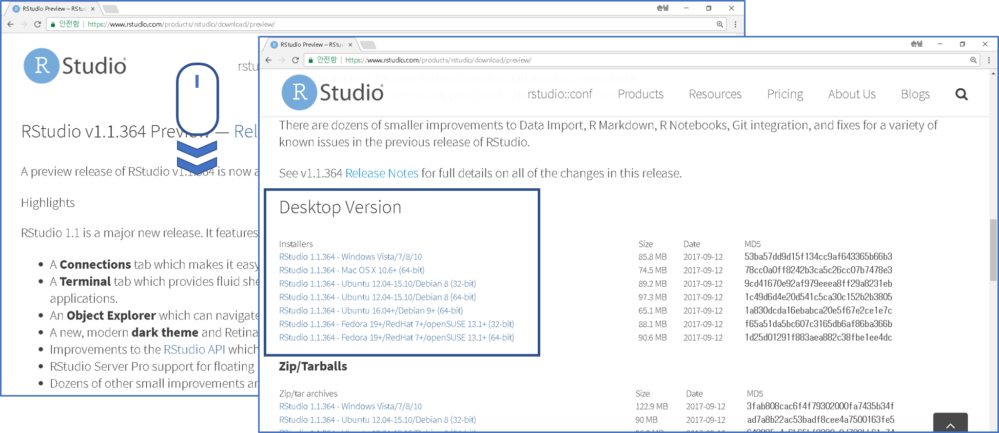 RStudio Preview – RStu
손님
안전함 | https://www.rstudio.com/products/rstudio/download/preview/
R Studio
rstu
RStudio v1.1.364 Preview — Rel
A preview release of RStudio v1.1.364 is now a
Highlights
RStudio 1.1 is a major new release. It features
A Connections tab which makes it easy
A Terminal tab which provides fluid she
applications.
An Object Explorer which can navigate
A new, modern dark theme and Retina
Improvements to the RStudio API which
RStudio Server Pro support for floating
Dozens of other small improvements a
RStudio Preview – RStu
손님
안전함 | https://www.rstudio.com/products/rstudio/download/preview/
support for user-initiated session quit and force-terminate
admin-supplied notific
R Studio
rstudio::conf Products Resources Pricing About Us Blogs
There are dozens of smaller improvements to Data Import, R Markdown, R Notebooks, Git integration, and fixes for a variety of
known issues in the previous release of RStudio.
See v1.1.364 Release Notes for full details on all of the changes in this release.
Desktop Version
Installers Size Date MD5
RStudio 1.1.364 - Windows Vista/7/8/10 85.8 MB 2017-09-12 53ba57dd9d15f134cc9af643365b66b3
RStudio 1.1.364 - Mac OS X 10.6+ (64-bit) 74.5 MB 2017-09-12 78cc0a0ff8242b3ca5c26cc07b7478e3
RStudio 1.1.364 - Ubuntu 12.04-15.10/Debian 8 (32-bit) 89.2 MB 2017-09-12 9cd41670e92af979eeea8ff29a8231eb
RStudio 1.1.364 - Ubuntu 12.04-15.10/Debian 8 (64-bit) 97.3 MB 2017-09-12 1c49d6d4e20d541c5ca30c152b2b3805
RStudio 1.1.364 - Ubuntu 16.04+/Debian 9+ (64-bit) 65.1 MB 2017-09-12 1a830dcda16ebabca20e5f67e2ce1e7c
RStudio 1.1.364 - Fedora 19+/RedHat 7+/openSUSE 13.1+ (32-bit) 88.1 MB 2017-09-12 f65a51da5bc607c3165db6af86ba366b
RStudio 1.1.364 - Fedora 19+/RedHat 7+/openSUSE 13.1+ (64-bit) 90.6 MB 2017-09-12 1d25d01291f883aea882c38fbe1ee4dc
Zip/Tarballs
Zip/tar archives Size Date MD5
RStudio 1.1.364 - Windows Vista/7/8/10 122.9 MB 2017-09-12 3fab808cac6f4f79302000fa7435b34f
RStudio 1.1.364 - Ubuntu 12.04-15.10/Debian 8 (32-bit) 90 MB 2017-09-12 ad7a8b22ac53badf8cee4a7500163fe5